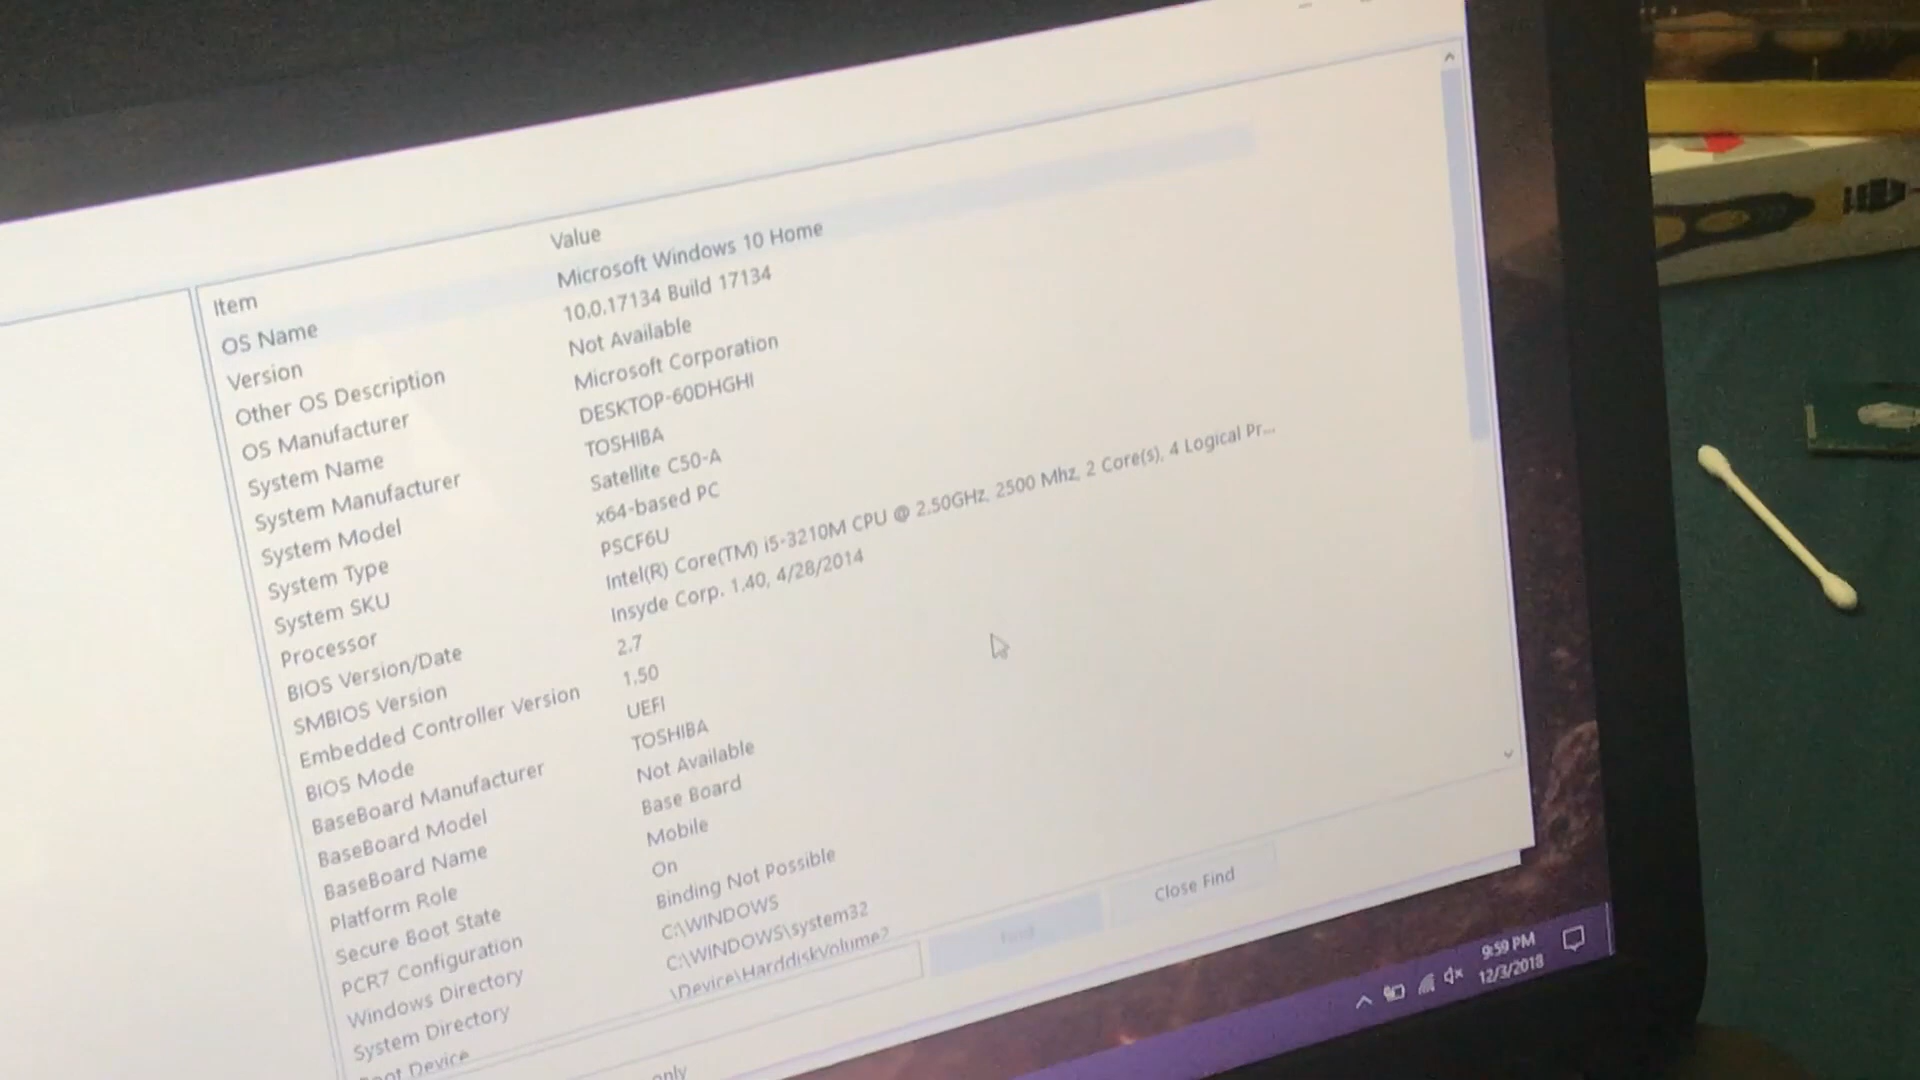 Item Value
OS Name Microsoft Windows 10 Home
Version 10.0.17134 Build 17134
Other OS Description Not Available
OS Manufacturer Microsoft Corporation
System Name DESKTOP-60DHGHI
System Manufacturer TOSHIBA
System Model Satellite C50-A
System Type x64-based PC
System SKU PSCF6U
Processor Intel(R) Core(TM) i5-3210M CPU @ 2.50GHz, 2500 Mhz, 2 Core(s), 4 Logical Pr...
BIOS Version/Date Insyde Corp. 1.40, 4/28/2014
SMBIOS Version 2.7
Embedded Controller Version 1.50
BIOS Mode UEFI
BaseBoard Manufacturer TOSHIBA
BaseBoard Model Not Available
BaseBoard Name Base Board
Platform Role Mobile
Secure Boot State On
PCR7 Configuration Binding Not Possible
Windows Directory C:\WINDOWS
System Directory C:\WINDOWS\system32
Boot Device \Device\HarddiskVolume2
Find
Close Find
only
9:59 PM
12/3/2018